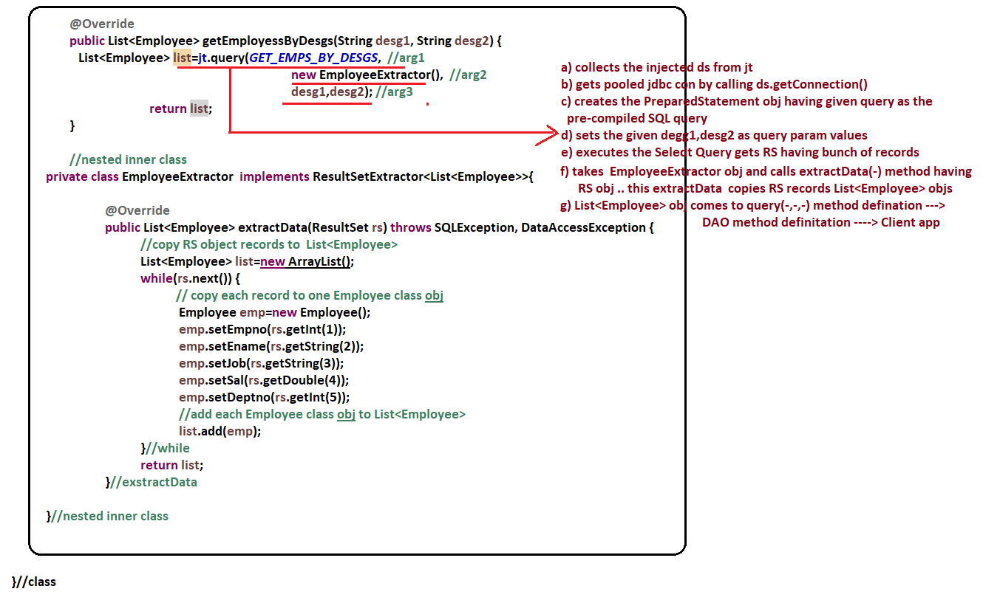 @Override
public List<Employee> getEmployessByDesgs(String desg1, String desg2) {
List<Employee> list=jt.query(GET_EMPS_BY_DESGS, //arg1
new EmployeeExtractor(), //arg2
desg1,desg2); //arg3
return list;
}
//nested inner class
private class EmployeeExtractor implements ResultSetExtractor<List<Employee>>{
@Override
public List<Employee> extractData(ResultSet rs) throws SQLException, DataAccessException {
//copy RS object records to List<Employee>
List<Employee> list=new ArrayList();
while(rs.next()) {
// copy each record to one Employee class obj
Employee emp=new Employee();
emp.setEmpno(rs.getInt(1));
emp.setEname(rs.getString(2));
emp.setJob(rs.getString(3));
emp.setSal(rs.getDouble(4));
emp.setDeptno(rs.getInt(5));
//add each Employee class obj to List<Employee>
list.add(emp);
}//while
return list;
}//exstractData
}//nested inner class
}//class
a) collects the injected ds from jt
b) gets pooled jdbc con by calling ds.getConnection()
c) creates the PreparedStatement obj having given query as the
pre-compiled SQL query
d) sets the given degg1,desg2 as query param values
e) executes the Select Query gets RS having bunch of records
f) takes EmployeeExtractor obj and calls extractData(-) method having
RS obj .. this extractData copies RS records List<Employee> objs
g) List<Employee> obj comes to query(-,-,-) method defination --->
DAO method definitation ----> Client app